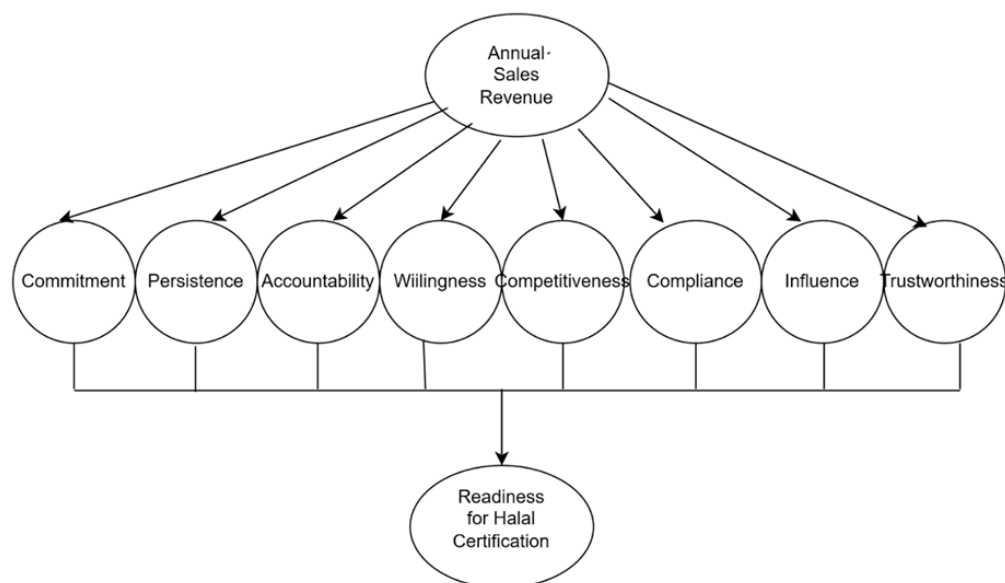 Annual-
Sales
Revenue
Commitment
Persistence
Accountability
Wiilingness
Competitiveness
Compliance
Influence
Trustworthiness
Readiness
for Halal
Certification